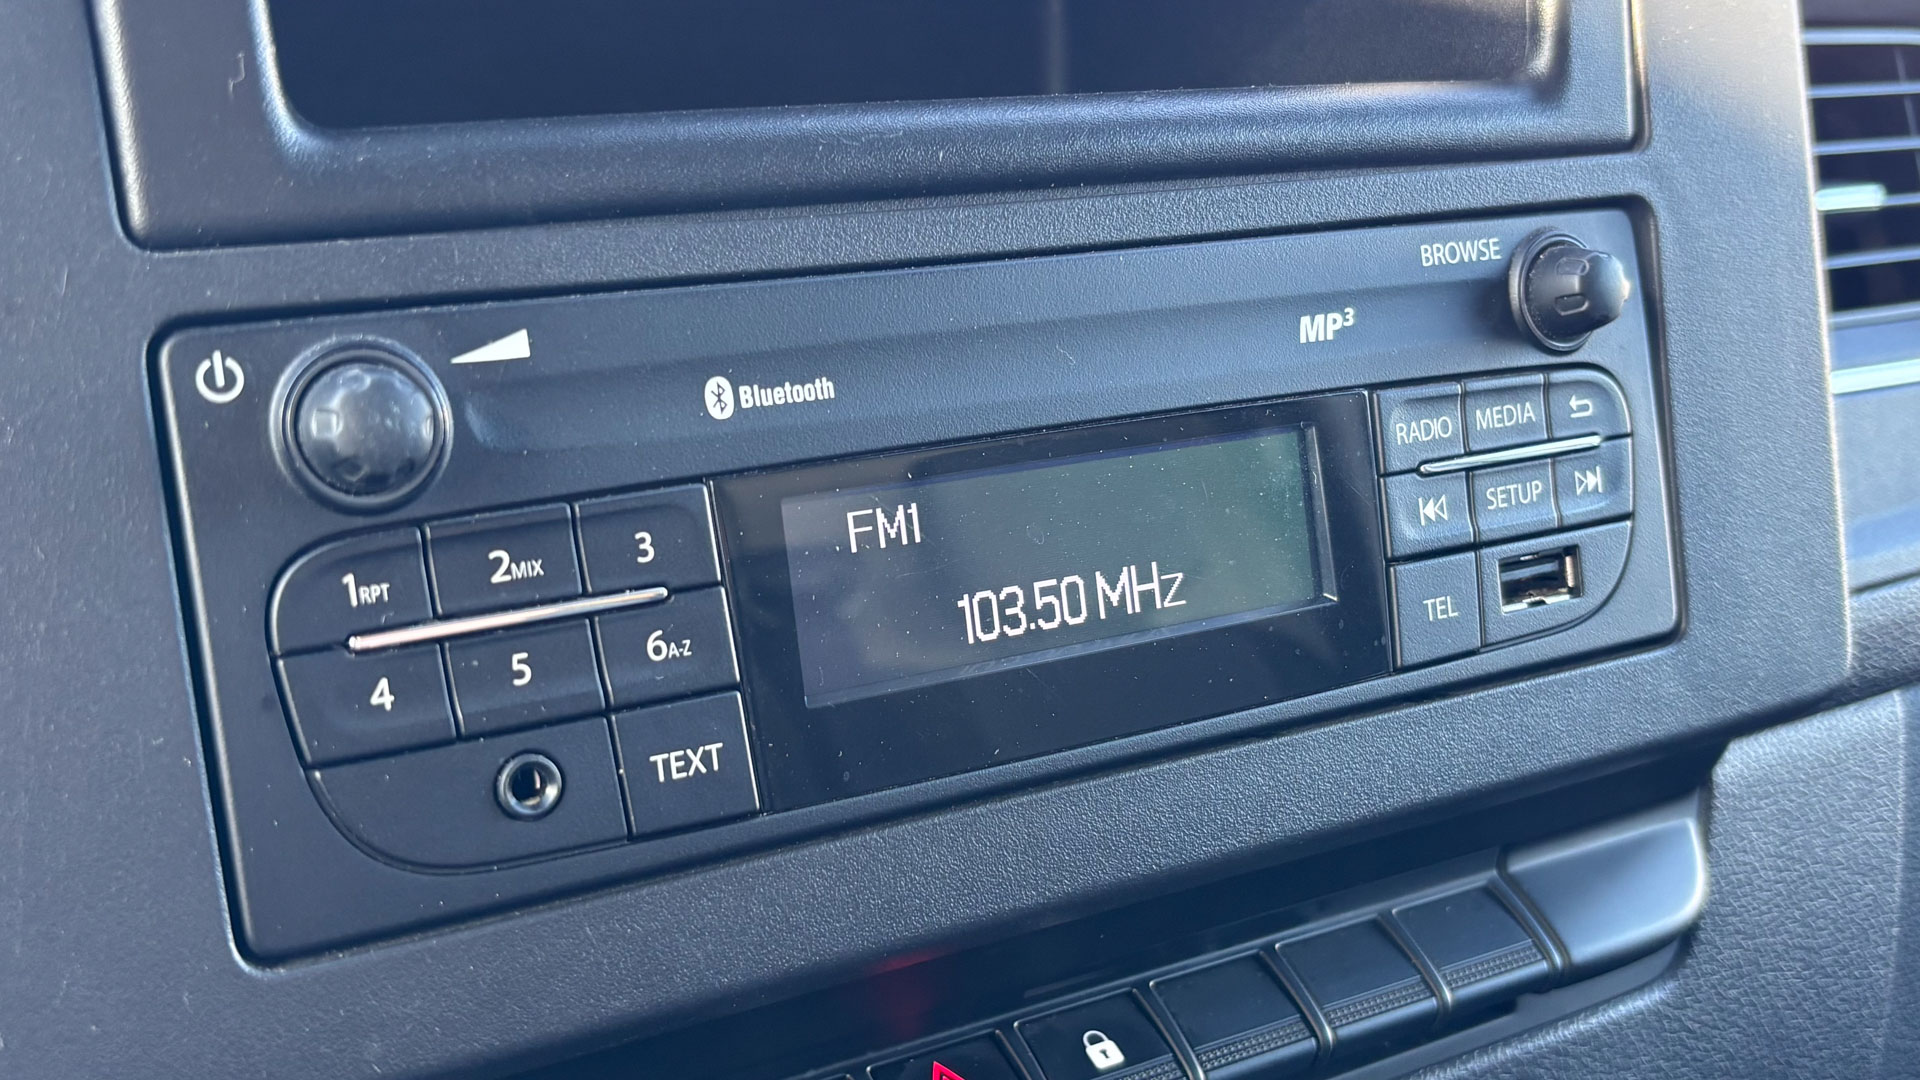 BROWSE
MP3
Bluetooth
RADIO MEDIA
1RPT 2MIX 3
FM1
SETUP
103.50 MHz
4 5 6A-Z
TEL
TEXT